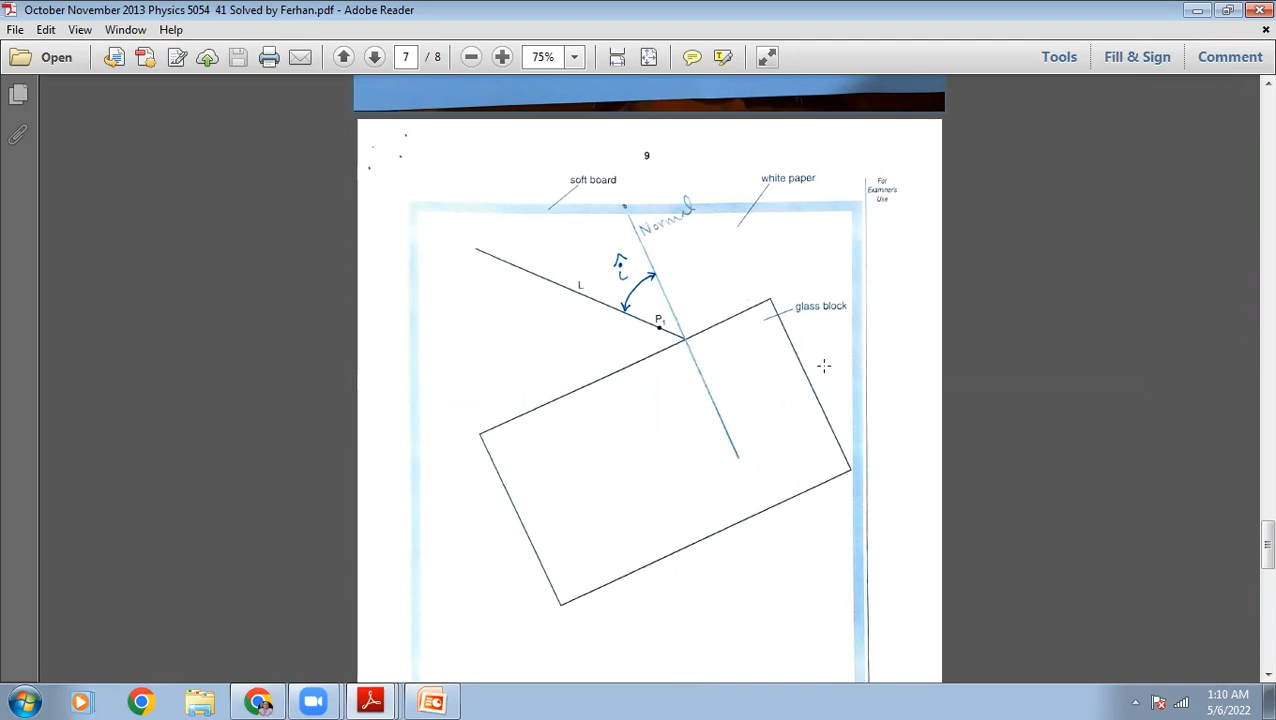 October November 2013 Physics 5054 41 Solved by Ferhan.pdf - Adobe Reader
File Edit View Window Help
Open 7 / 8 75% Tools Fill & Sign Comment
9
soft board
white paper
For
Examiner's
Use
Normal
î
L
glass block
P1
1:10 AM
5/6/2022